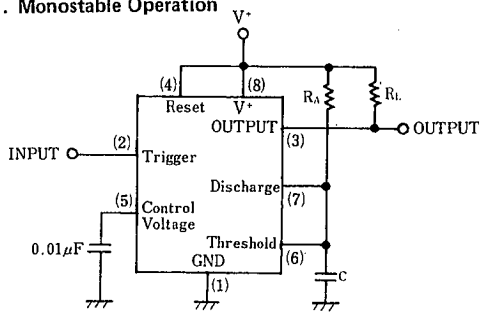 . Monostable Operation
V⁺
(4)
(8)
Reset
V⁺
RA
RL
OUTPUT
(3)
OUTPUT
INPUT
(2)
Trigger
Discharge
(7)
(5)
Control
Voltage
0.01μF
Threshold
(6)
GND
(1)
C